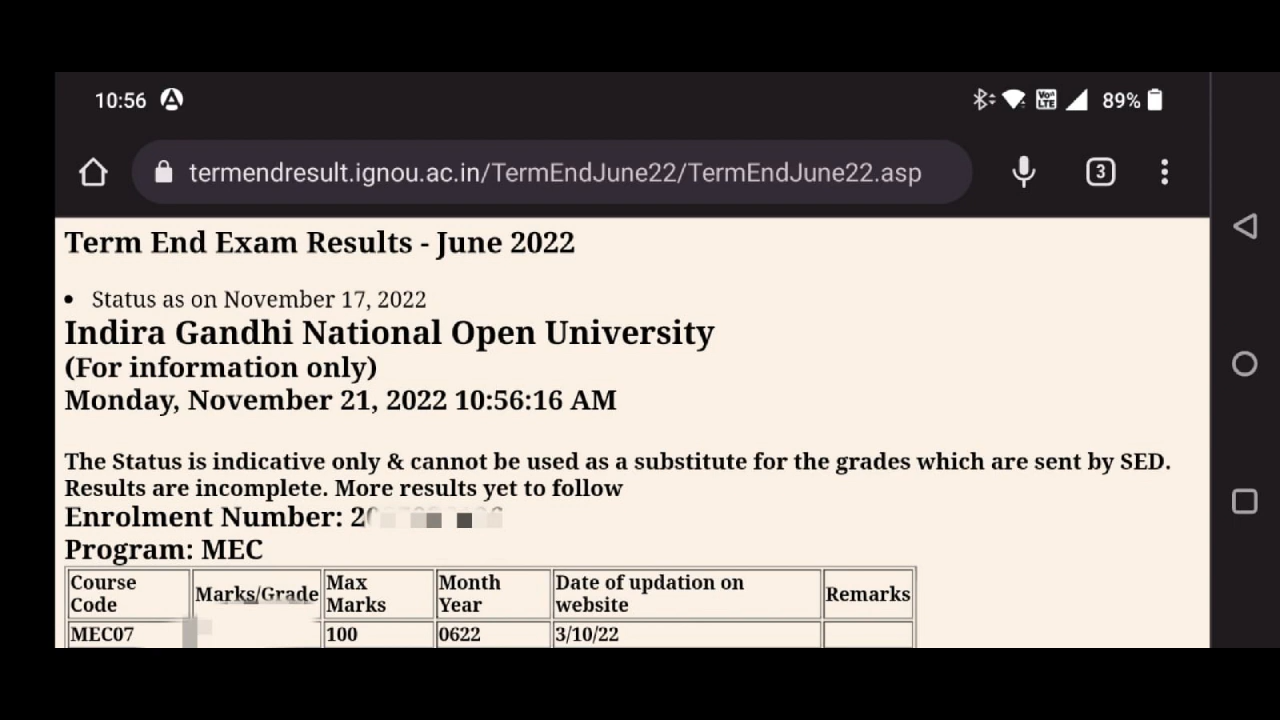 10:56
VoB LTE 89%
termendresult.ignou.ac.in/TermEndJune22/TermEndJune22.asp
3
Term End Exam Results - June 2022
• Status as on November 17, 2022
Indira Gandhi National Open University
(For information only)
Monday, November 21, 2022 10:56:16 AM
The Status is indicative only & cannot be used as a substitute for the grades which are sent by SED.
Results are incomplete. More results yet to follow
Enrolment Number: 2
Program: MEC
Course Code Marks/Grade Max Marks Month Year Date of updation on website Remarks
MEC07 100 0622 3/10/22